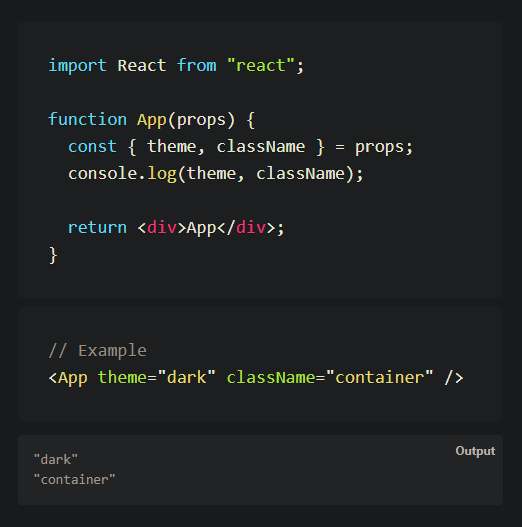 import React from "react";
function App(props) {
  const { theme, className } = props;
  console.log(theme, className);
  return <div>App</div>;
}
// Example
<App theme="dark" className="container" />
Output
"dark"
"container"